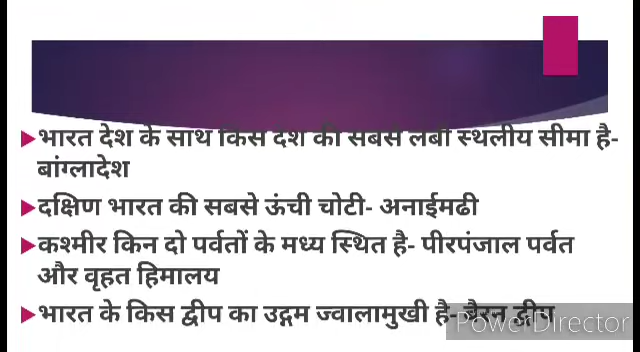 भारत देश के साथ किस देश की सबसे लंबी स्थलीय सीमा है-
बांग्लादेश
दक्षिण भारत की सबसे ऊंची चोटी- अनाईमढी
कश्मीर किन दो पर्वतों के मध्य स्थित है- पीरपंजाल पर्वत
और वृहत हिमालय
भारत के किस द्वीप का उद्गम ज्वालामुखी है- बैरन द्वीप
PowerDirector